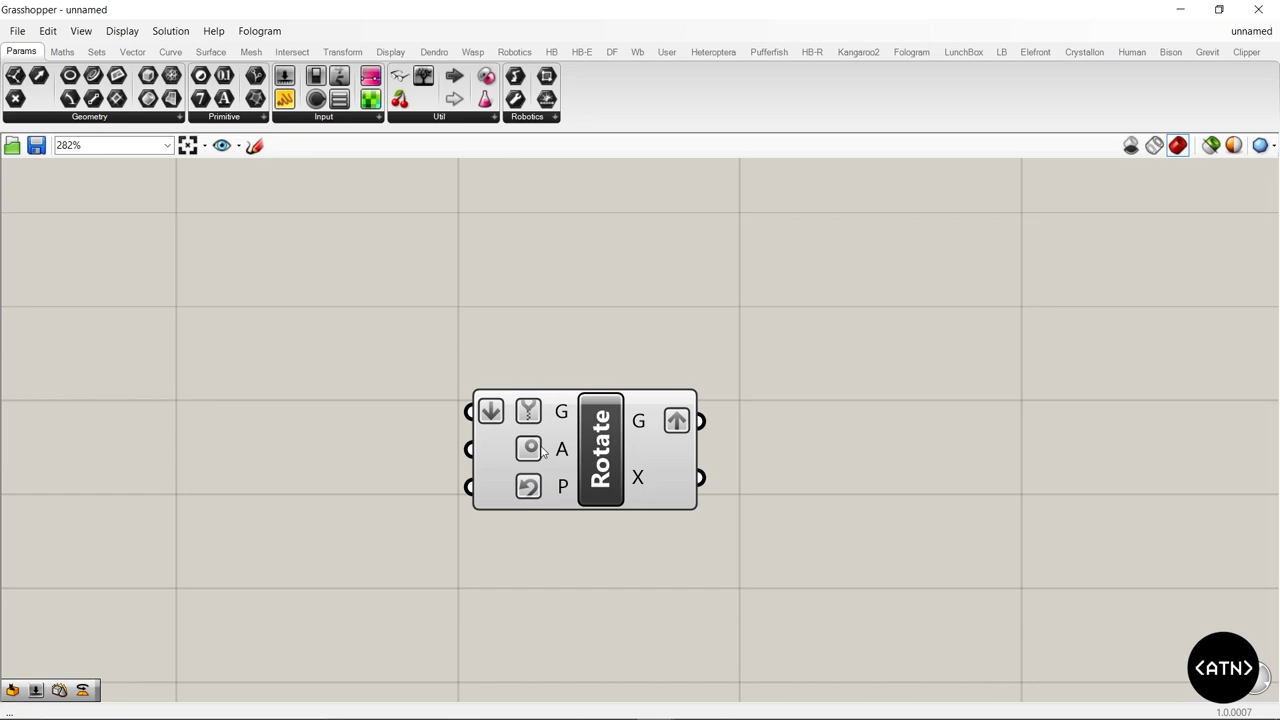 Grasshopper - unnamed
File Edit View Display Solution Help Fologram unnamed
Params Maths Sets Vector Curve Surface Mesh Intersect Transform Display Dendro Wasp Robotics HB HB-E DF Wb User Heteroptera Pufferfish HB-R Kangaroo2 Fologram LunchBox LB Elefront Crystallon Human Bison Grevit Clipper
Geometry Primitive Input Util Robotics
282%
G
A
P
Rotate
G
X
<ATN>
...
1.0.0007